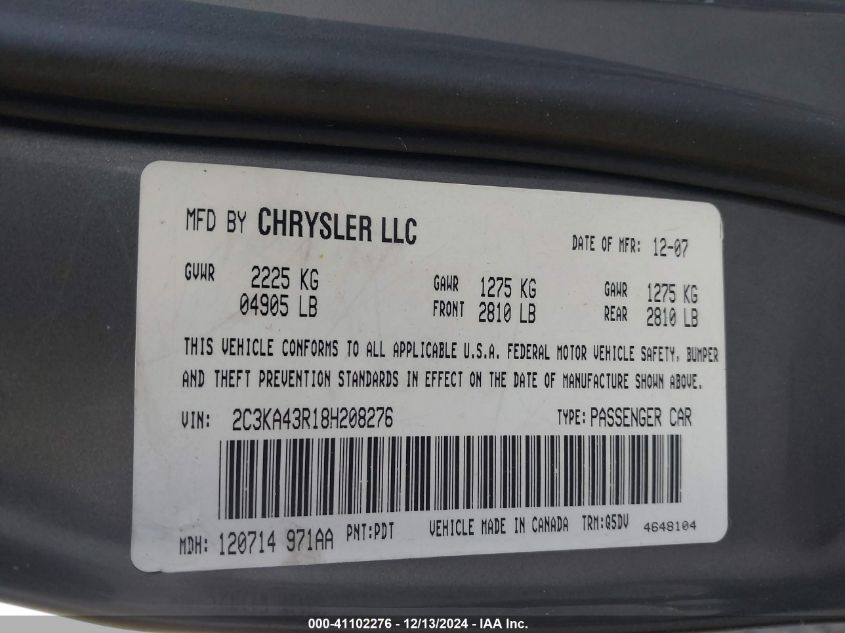 MFD BY CHRYSLER LLC
DATE OF MFR: 12-07
GVWR 2225 KG
04905 LB
GAWR 1275 KG
FRONT 2810 LB
GAWR 1275 KG
REAR 2810 LB
THIS VEHICLE CONFORMS TO ALL APPLICABLE U.S.A. FEDERAL MOTOR VEHICLE SAFETY, BUMPER
AND THEFT PREVENTION STANDARDS IN EFFECT ON THE DATE OF MANUFACTURE SHOWN ABOVE.
VIN: 2C3KA43R18H208276
TYPE: PASSENGER CAR
MDH: 120714 971AA PNT:PDT VEHICLE MADE IN CANADA TRM:Q5DV 4648104
000-41102276 - 12/13/2024 - IAA Inc.